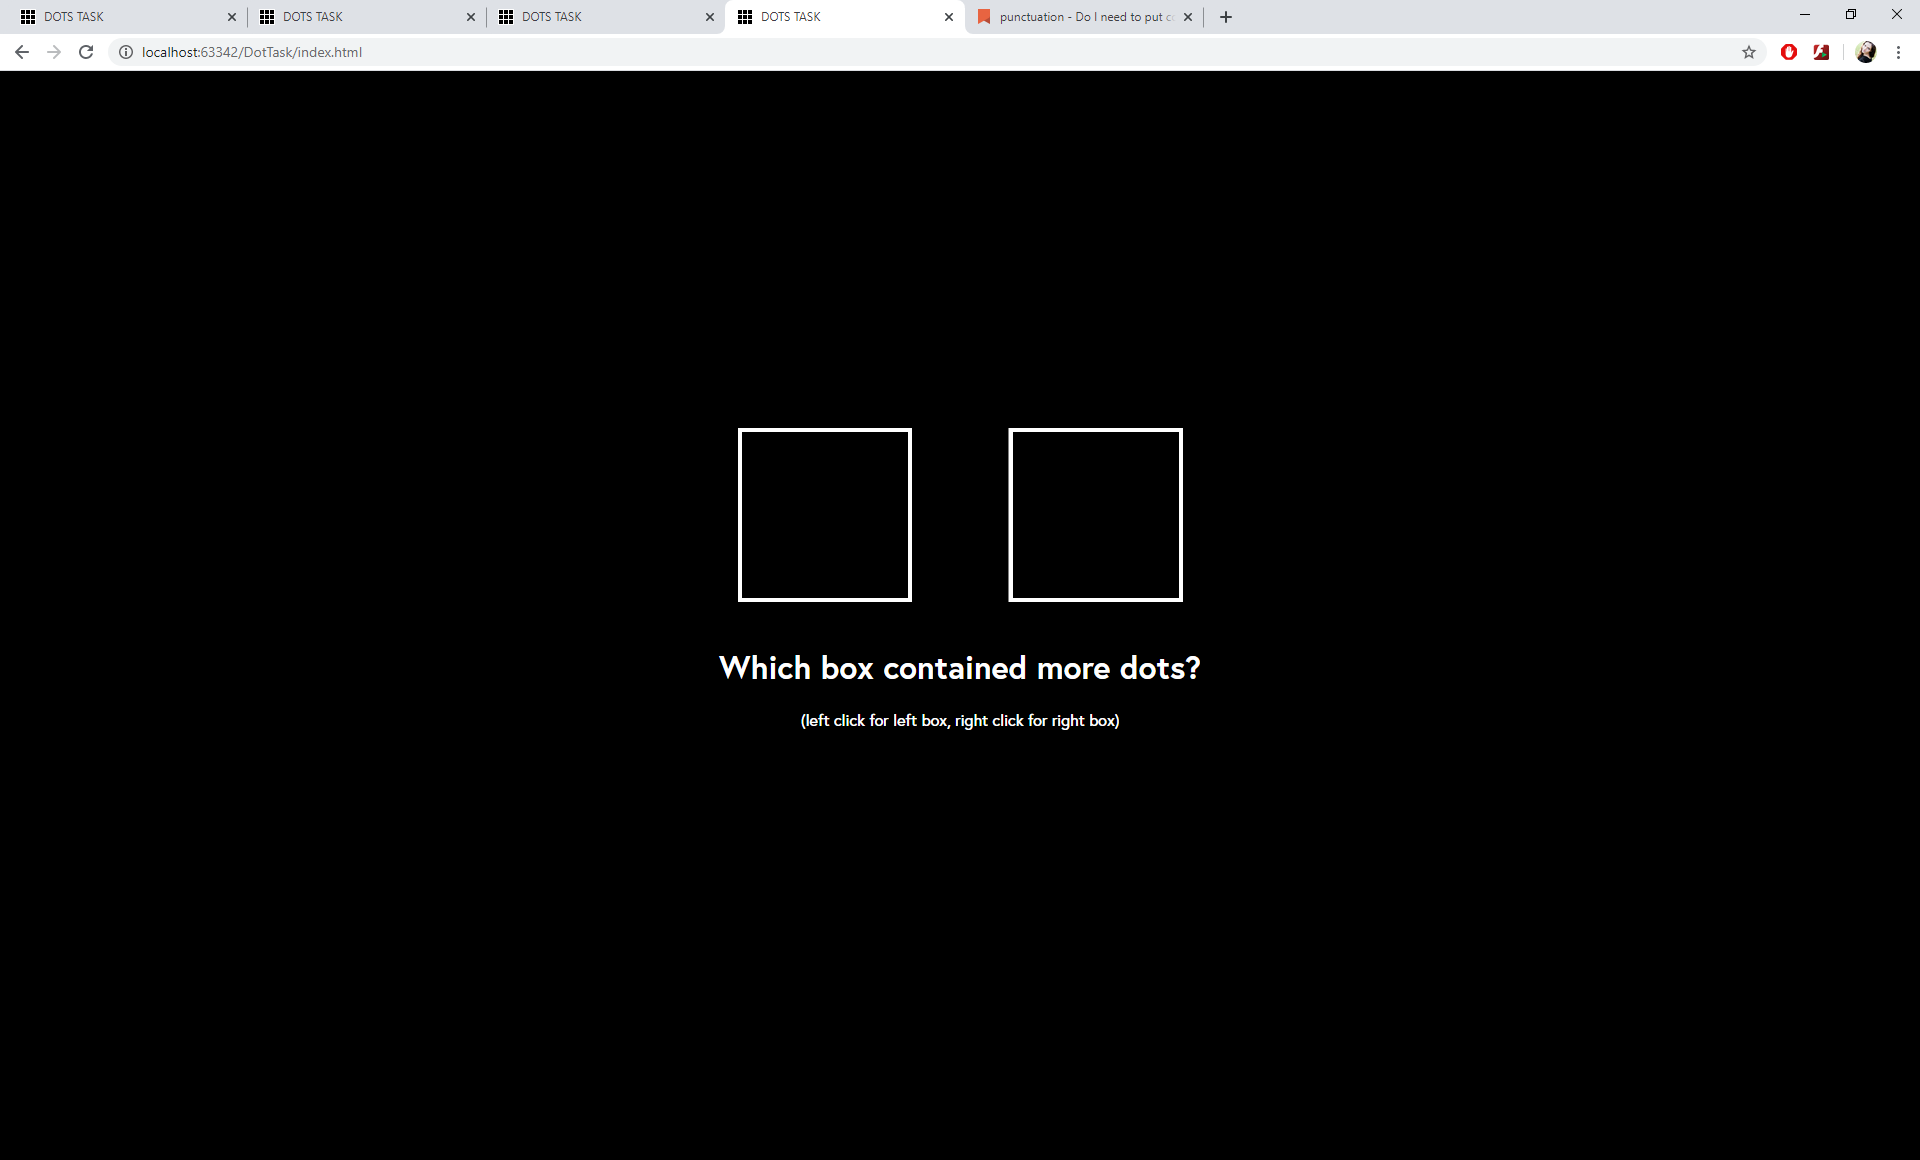 DOTS TASK
DOTS TASK
DOTS TASK
DOTS TASK
punctuation - Do I need to put
localhost:63342/DotTask/index.html
Which box contained more dots?
(left click for left box, right click for right box)